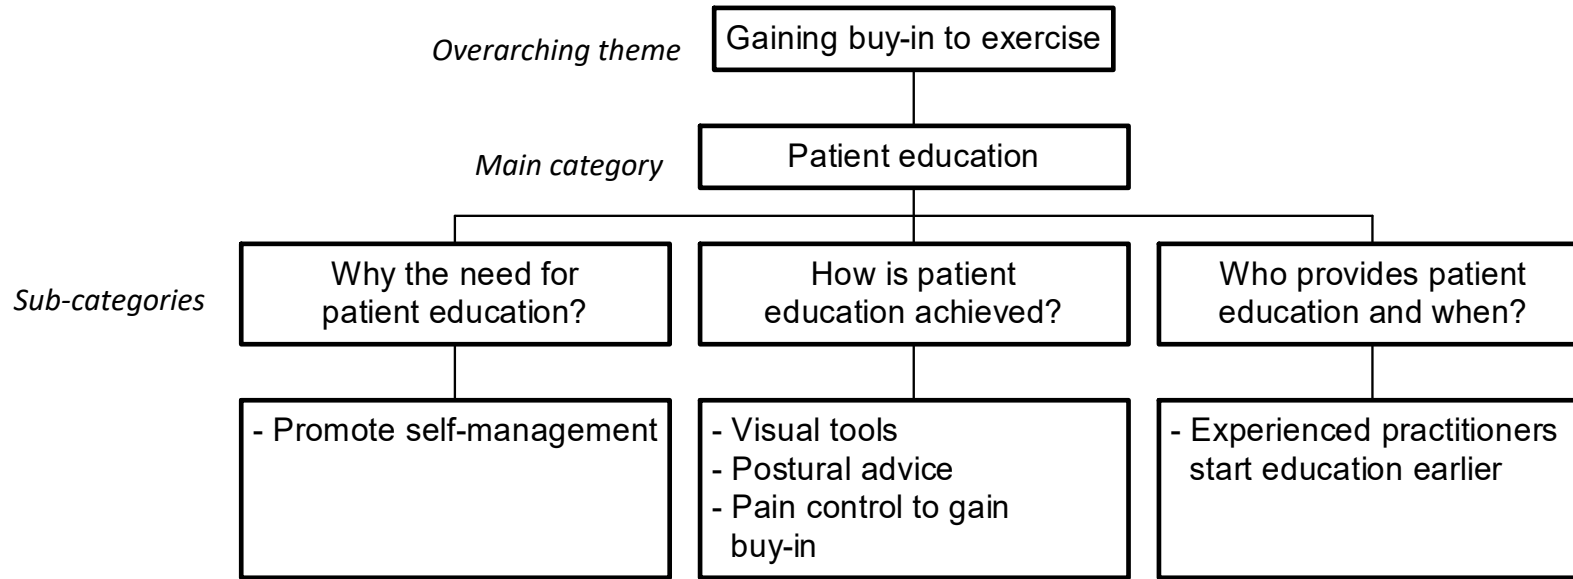 Overarching theme
Gaining buy-in to exercise
Main category
Patient education
Sub-categories
Why the need for
patient education?
How is patient
education achieved?
Who provides patient
education and when?
- Promote self-management
- Visual tools
- Postural advice
- Pain control to gain
buy-in
- Experienced practitioners
start education earlier